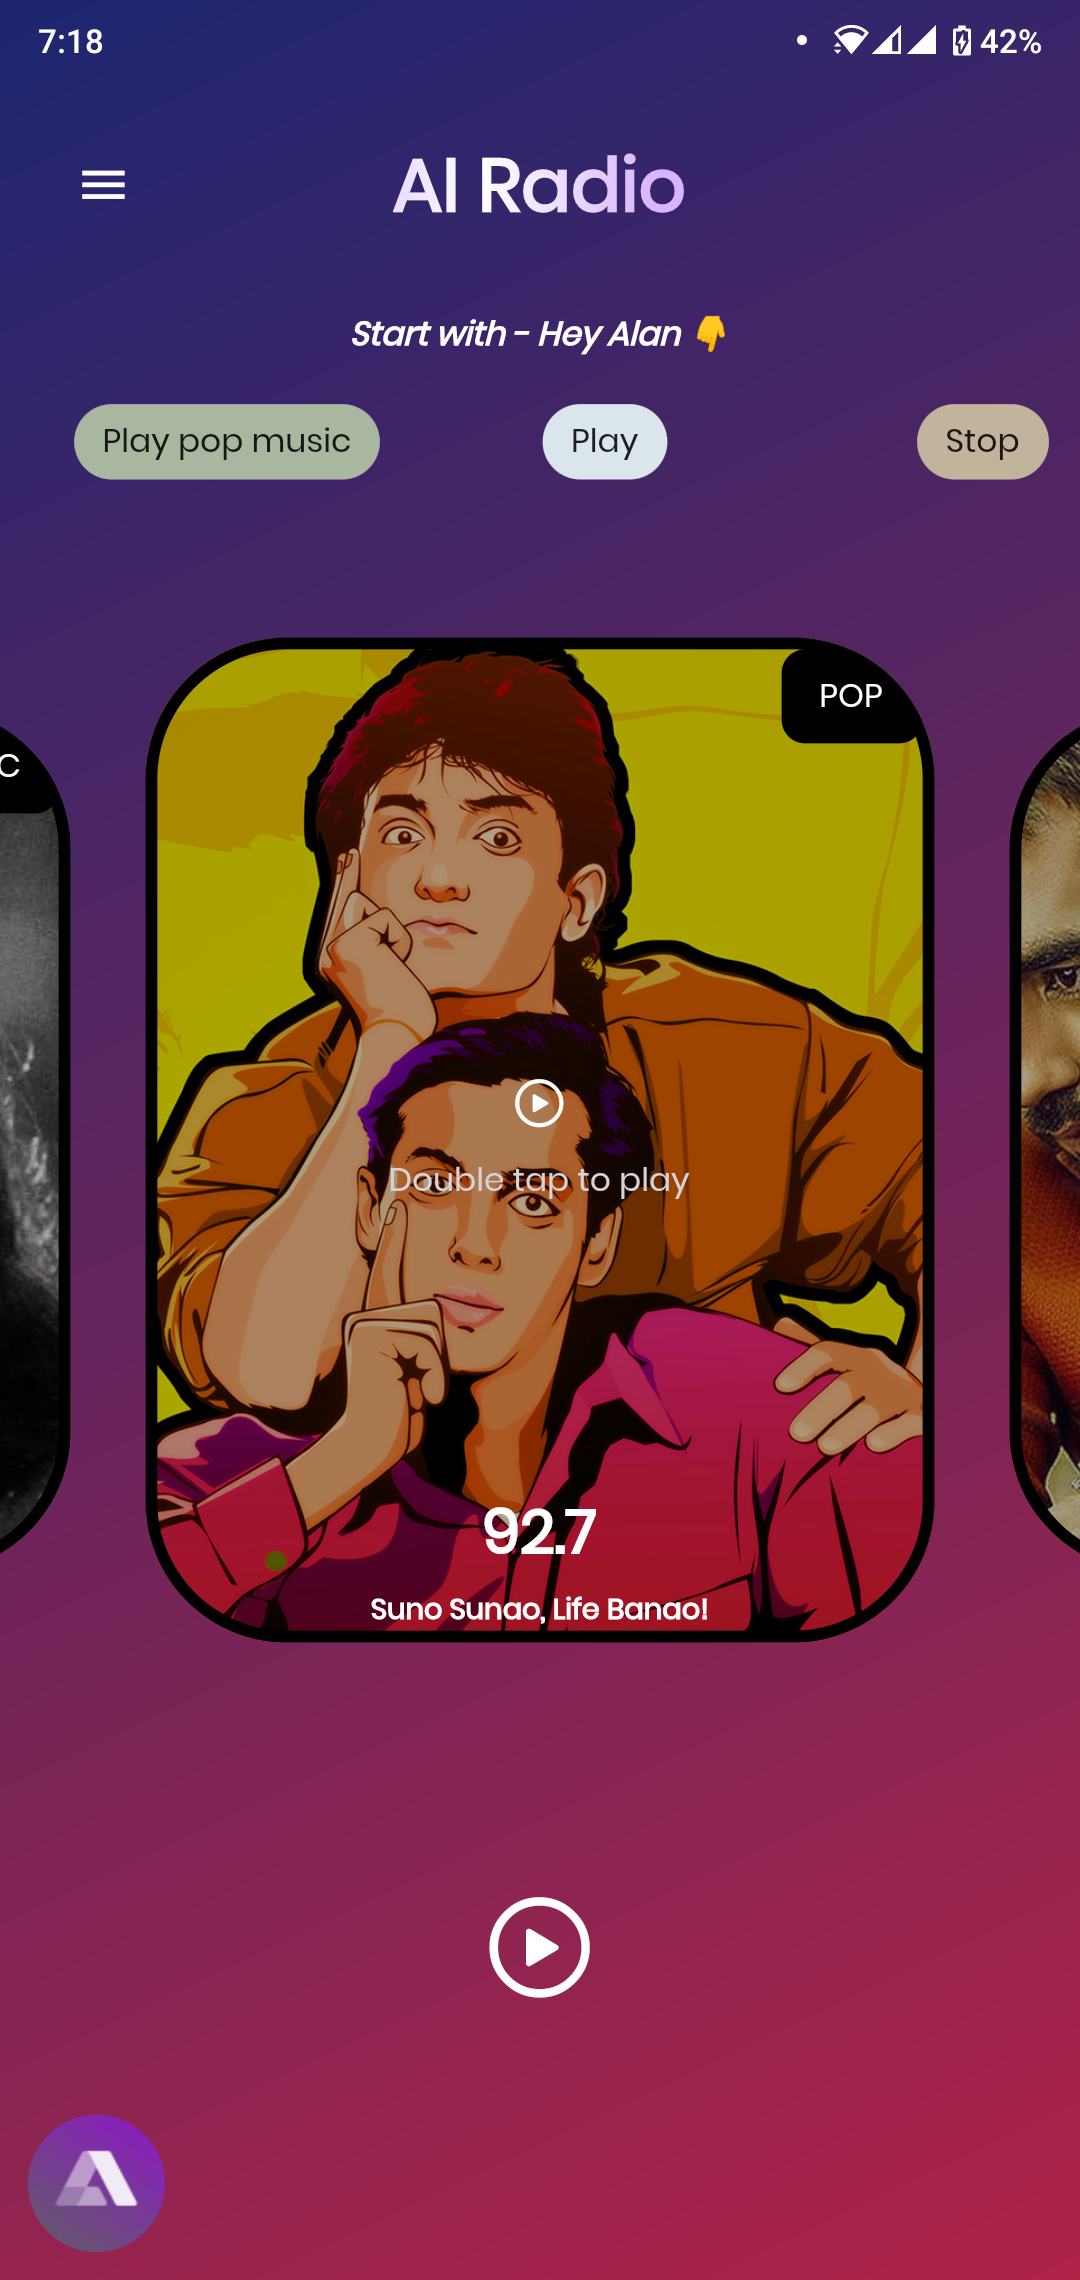 7:18
42%
AI Radio
Start with - Hey Alan 👇
Play pop music
Play
Stop
POP
C
Double tap to play
92.7
Suno Sunao, Life Banao!